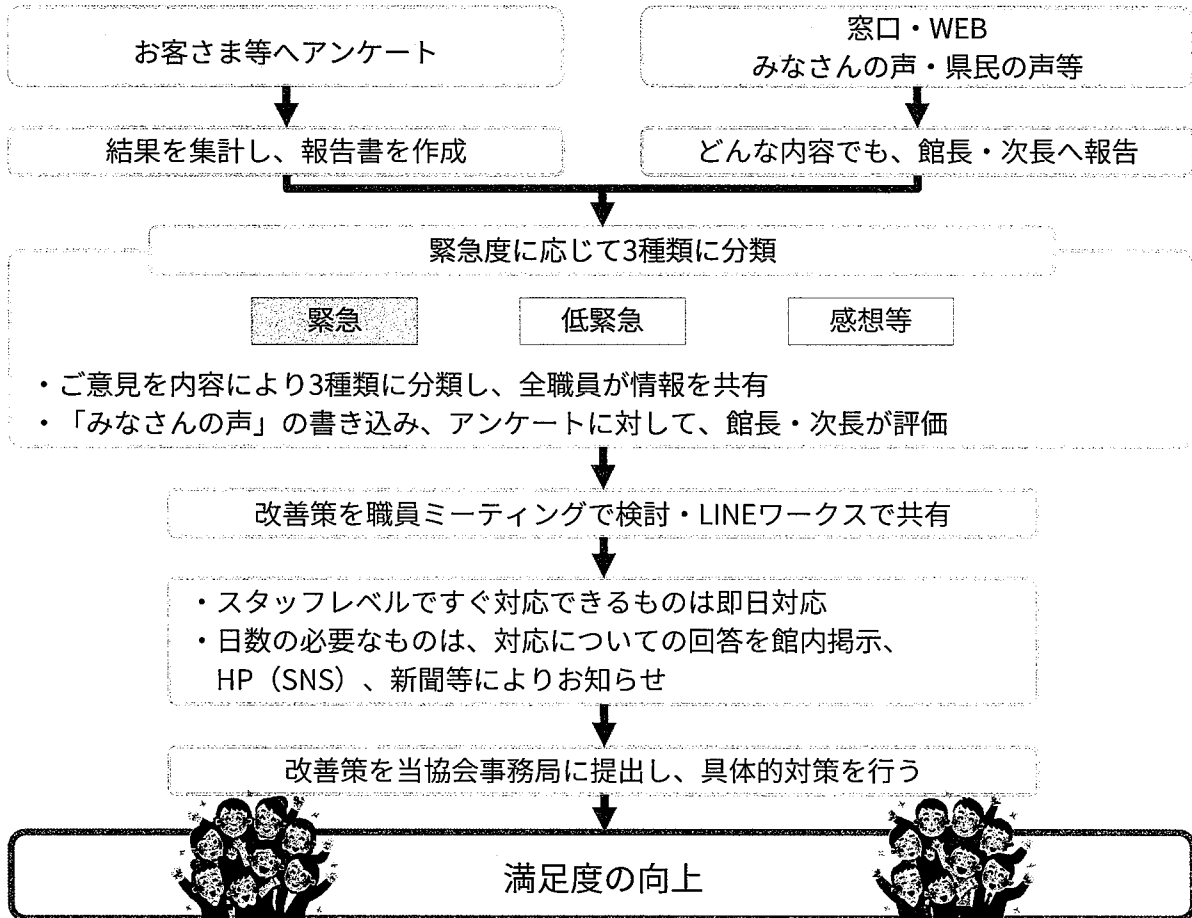 お客さま等へアンケート
窓口・WEB
みなさんの声・県民の声等
結果を集計し、報告書を作成
どんな内容でも、館長・次長へ報告
緊急度に応じて3種類に分類
緊急
低緊急
感想等
・ご意見を内容により3種類に分類し、全職員が情報を共有
・「みなさんの声」の書き込み、アンケートに対して、館長・次長が評価
改善策を職員ミーティングで検討・LINEワークスで共有
・スタッフレベルですぐ対応できるものは即日対応
・日数の必要なものは、対応についての回答を館内掲示、
HP（SNS）、新聞等によりお知らせ
改善策を当協会事務局に提出し、具体的対策を行う
満足度の向上